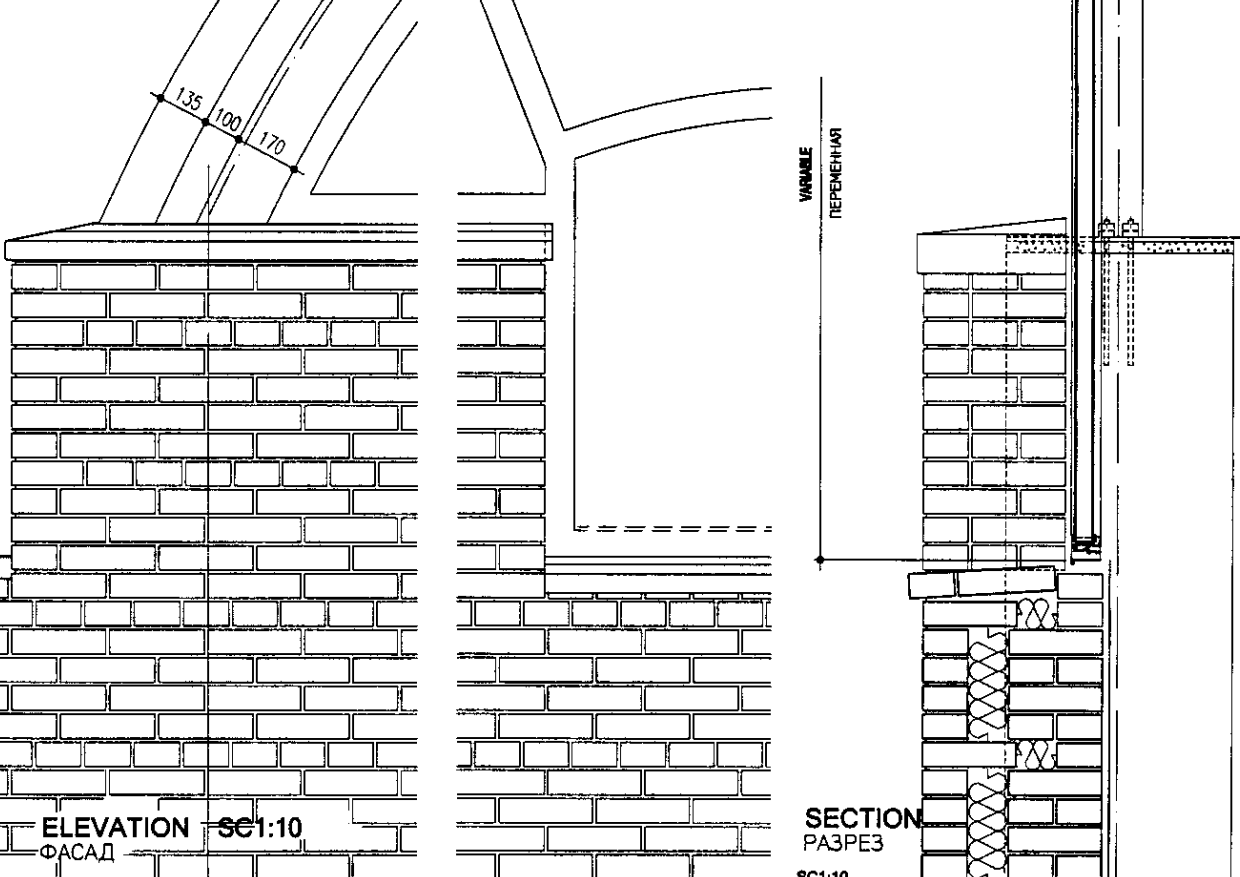 135
100
170
VARIABLE
ПЕРЕМЕННАЯ
ELEVATION SC1:10
ФАСАД
SECTION
РАЗРЕЗ
SC1:10